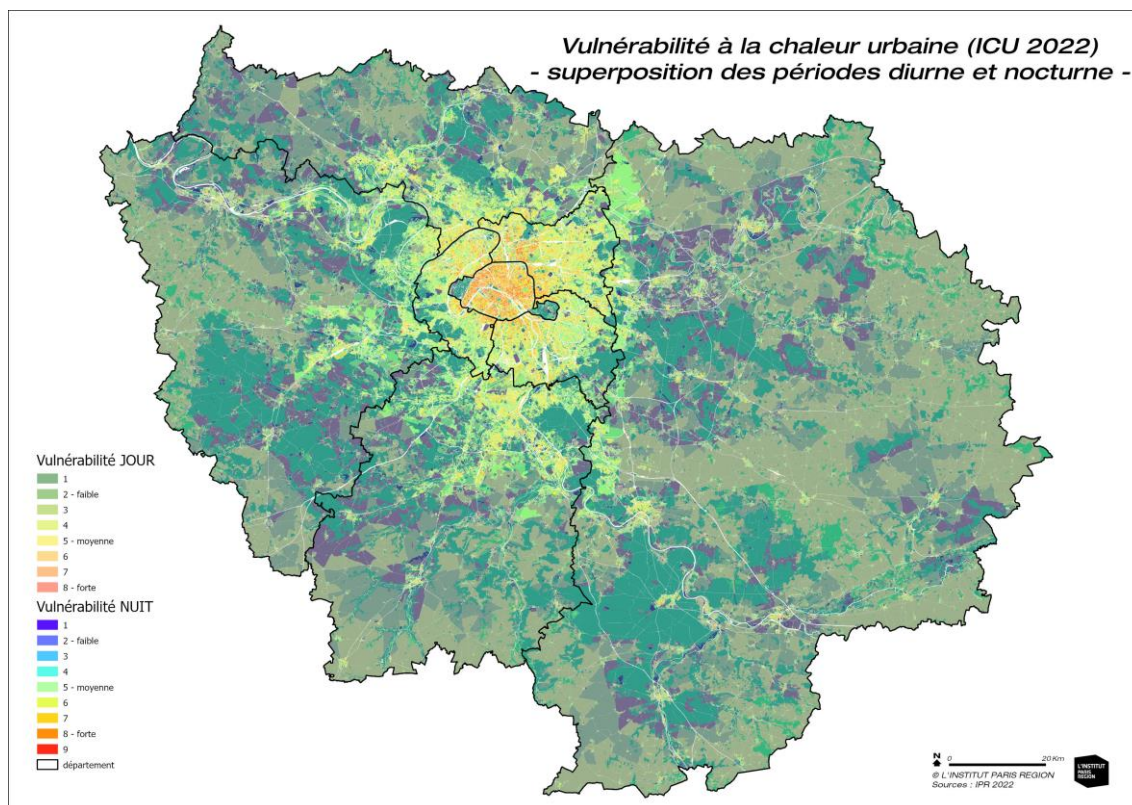 Vulnérabilité à la chaleur urbaine (ICU 2022)
- superposition des périodes diurne et nocturne -
Vulnérabilité JOUR
1
2 - faible
3
4
5 - moyenne
6
7
8 - forte
Vulnérabilité NUIT
1
2 - faible
3
4
5 - moyenne
6
7
8 - forte
9
département
N
0 20 Km
© L'INSTITUT PARIS REGION
Sources : IPR 2022
L'INSTITUT
PARIS
REGION